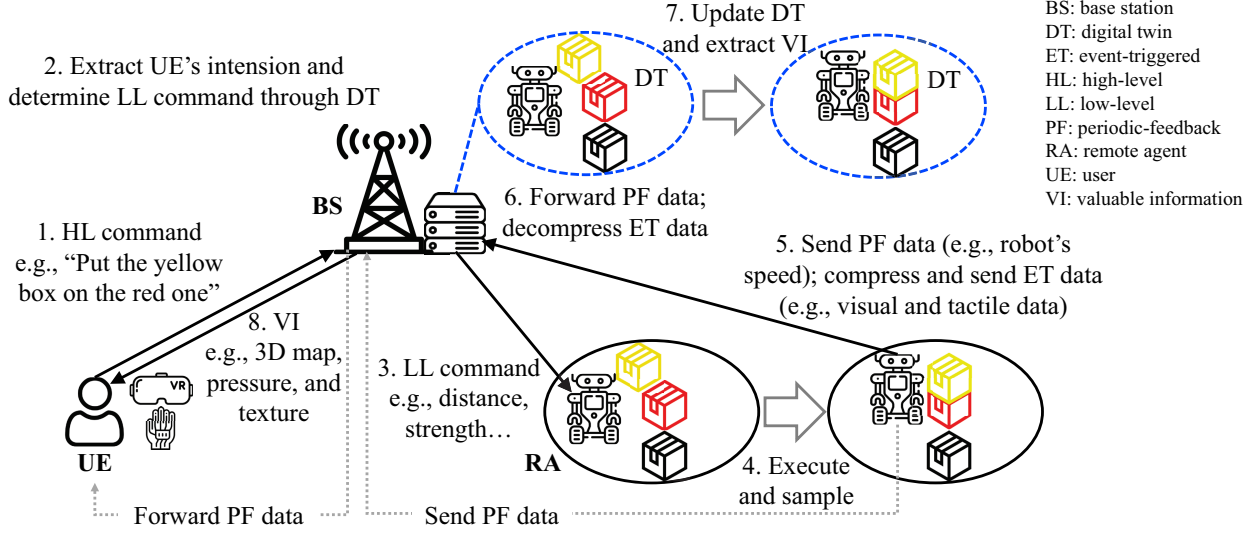 7. Update DT
and extract VI
BS: base station
DT: digital twin
ET: event-triggered
HL: high-level
LL: low-level
PF: periodic-feedback
RA: remote agent
UE: user
VI: valuable information
2. Extract UE's intension and
determine LL command through DT
DT
DT
BS
6. Forward PF data;
decompress ET data
1. HL command
e.g., “Put the yellow
box on the red one”
5. Send PF data (e.g., robot's
speed); compress and send ET data
(e.g., visual and tactile data)
8. VI
e.g., 3D map,
pressure, and
texture
3. LL command
e.g., distance,
strength…
VR
UE
RA
4. Execute
and sample
Forward PF data
Send PF data